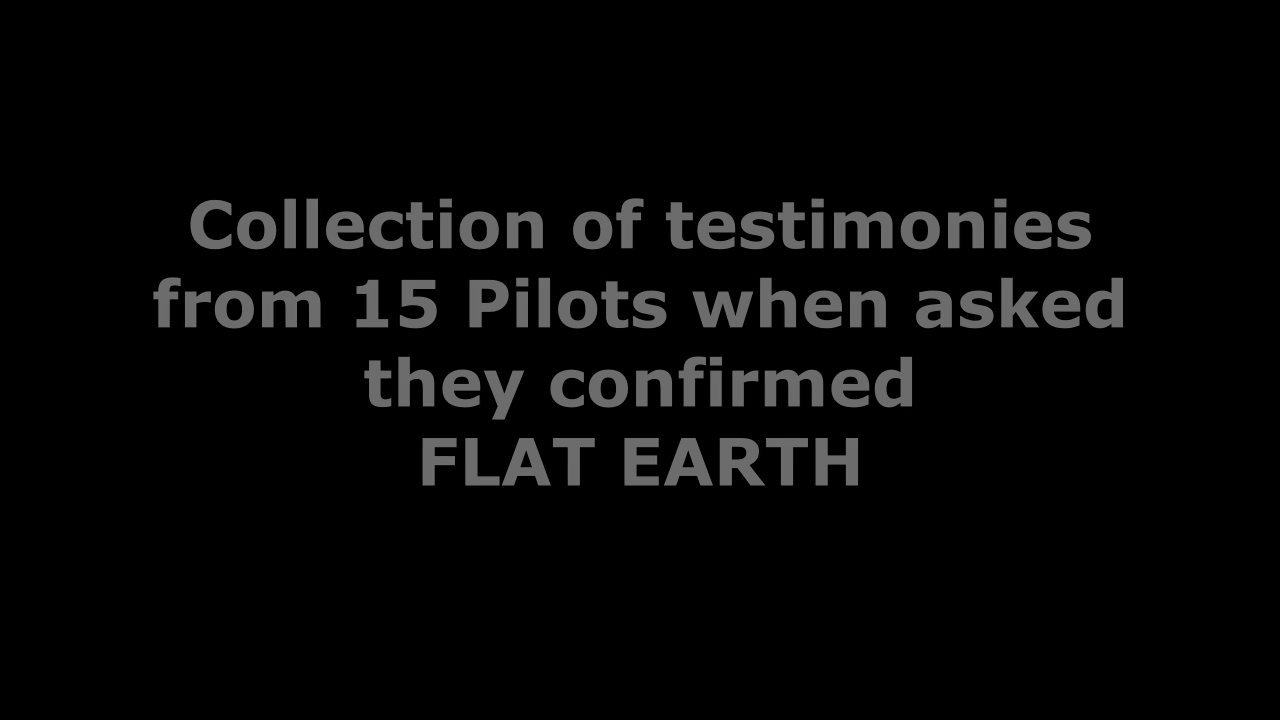 Collection of testimonies
from 15 Pilots when asked
they confirmed
FLAT EARTH